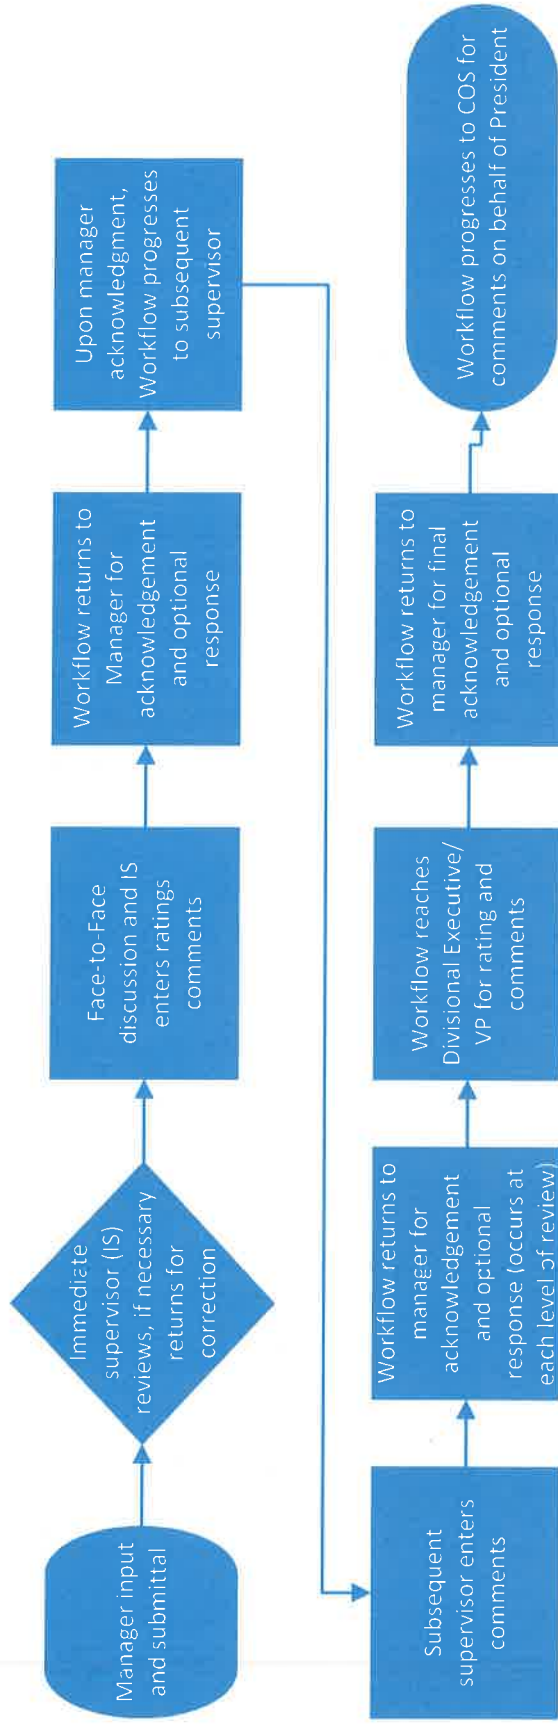 Manager input
and submittal
Immediate
supervisor (IS)
reviews, if necessary
returns for
correction
Face-to-Face
discussion and IS
enters ratings
comments
Workflow returns to
Manager for
acknowledgement
and optional
response
Upon manager
acknowledgment,
Workflow progresses
to subsequent
supervisor
Subsequent
supervisor enters
comments
Workflow returns to
manager for
acknowledgement
and optional
response (occurs at
each level of review)
Workflow reaches
Divisional Executive/
VP for rating and
comments
Workflow returns to
manager for final
acknowledgement
and optional
response
Workflow progresses to COS for
comments on behalf of President